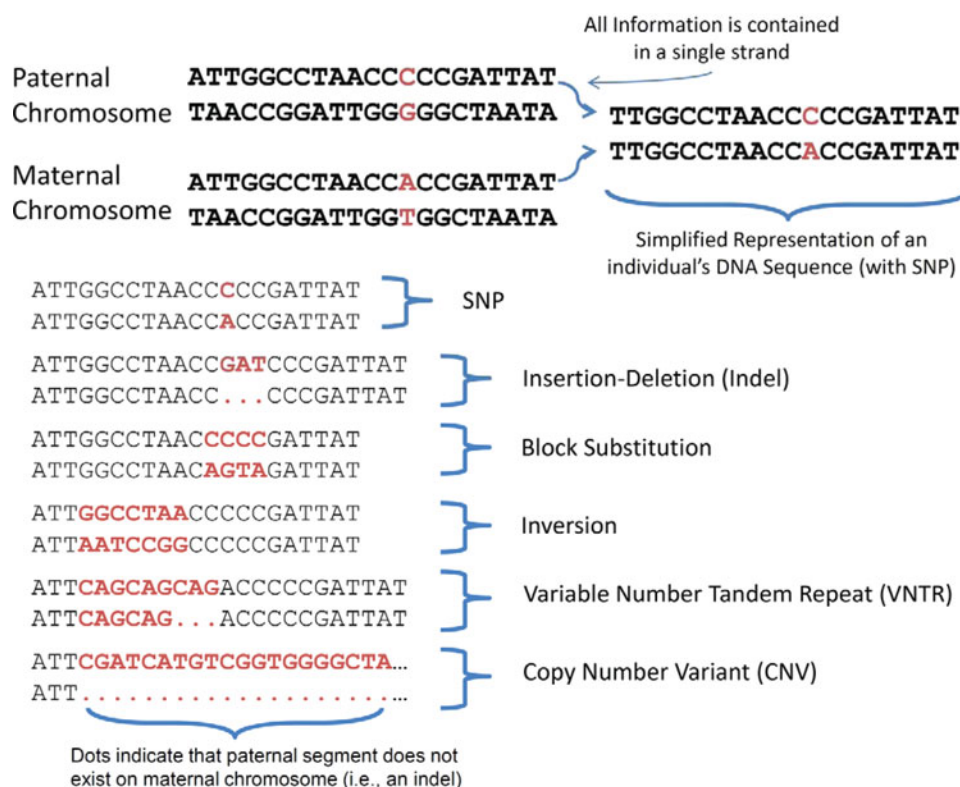 All Information is contained
in a single strand
Paternal
Chromosome
ATTGGCCTAACCCCCGATTAT
TAACCGGATTGGGGGCTAATA
Maternal
Chromosome
ATTGGCCTAACCACCGATTAT
TAACCGGATTGGTGGCTAATA
TTGGCCTAACCCCCGATTAT
TTGGCCTAACCACCGATTAT
Simplified Representation of an
individual's DNA Sequence (with SNP)
ATTGGCCTAACCCCCGATTAT
ATTGGCCTAACCACCGATTAT
SNP
ATTGGCCTAACCGATCCCGATTAT
ATTGGCCTAACC...CCCGATTAT
Insertion-Deletion (Indel)
ATTGGCCTAACCCCCGATTAT
ATTGGCCTAACAGTAGATTAT
Block Substitution
ATTGGCCTAACCCCCGATTAT
ATTAATCCGGCCCCCGATTAT
Inversion
ATTCAGCAGCAGACCCCCGATTAT
ATTCAGCAG...ACCCCCGATTAT
Variable Number Tandem Repeat (VNTR)
ATTCGATCATGTCGGTGGGGCTA...
ATT.......................
Copy Number Variant (CNV)
Dots indicate that paternal segment does not
exist on maternal chromosome (i.e., an indel)